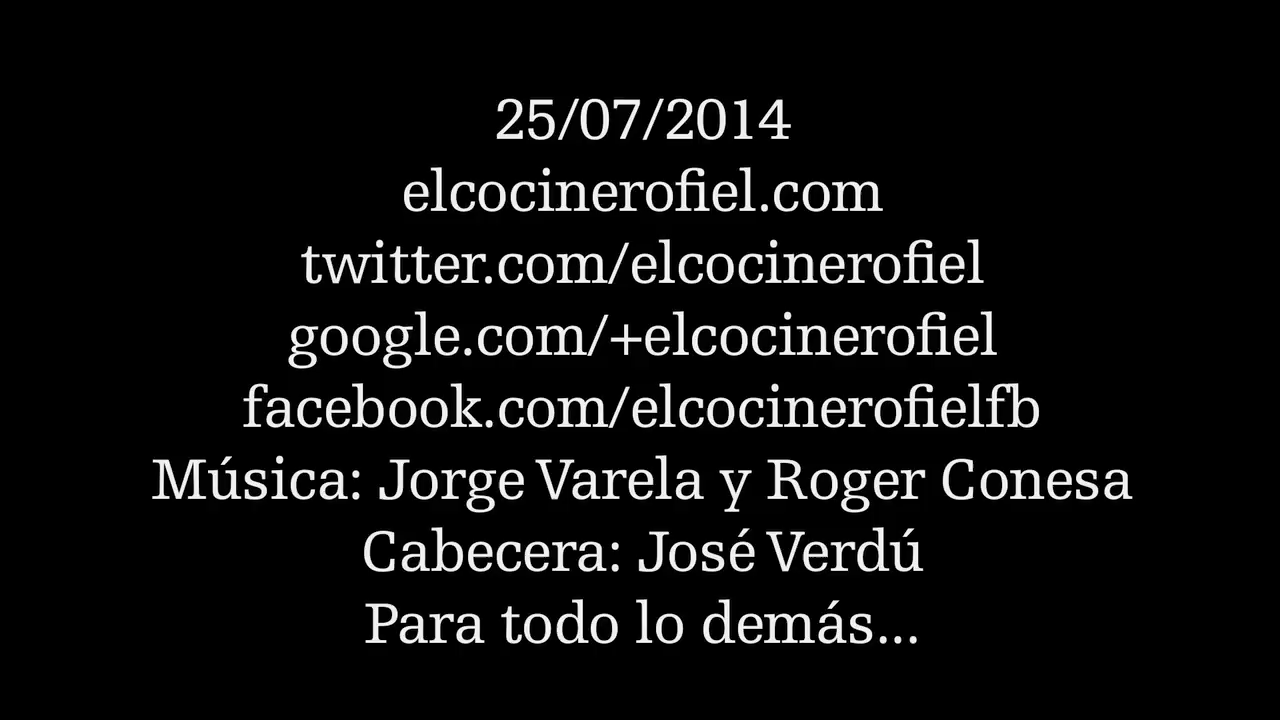 25/07/2014
elcocinerofiel.com
twitter.com/elcocinerofiel
google.com/+elcocinerofiel
facebook.com/elcocinerofielfb
Música: Jorge Varela y Roger Conesa
Cabecera: José Verdú
Para todo lo demás...